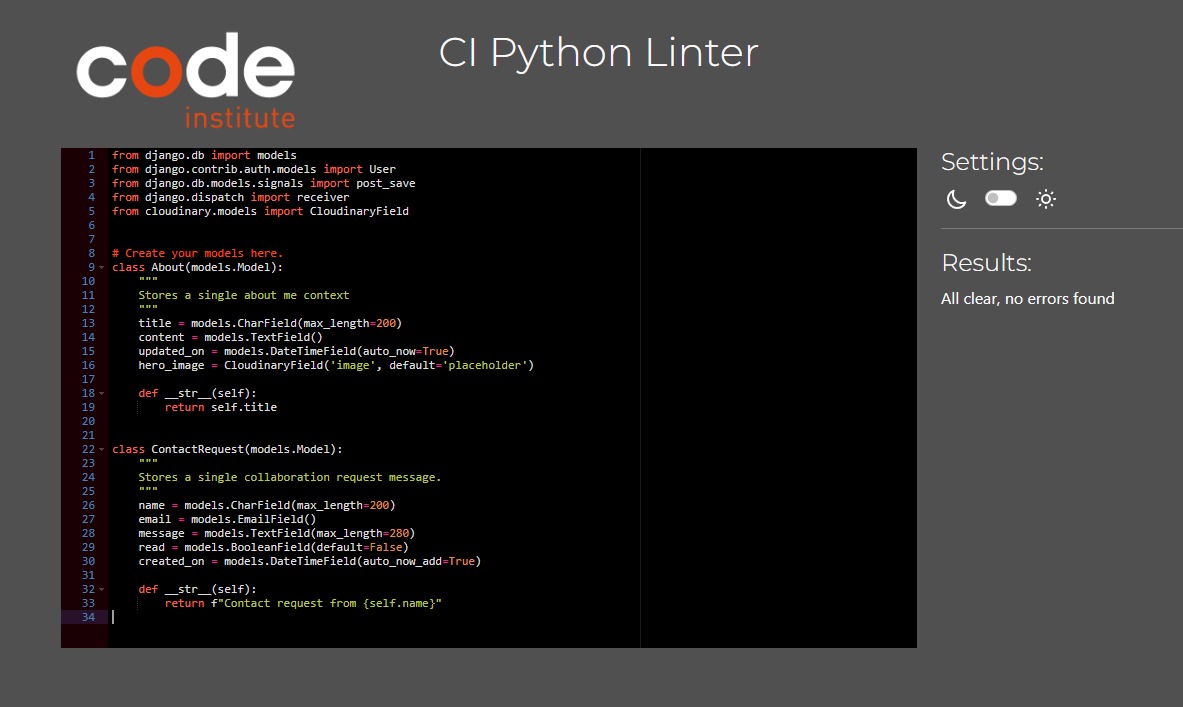 code
institute
CI Python Linter
1 from django.db import models
2 from django.contrib.auth.models import User
3 from django.db.models.signals import post_save
4 from django.dispatch import receiver
5 from cloudinary.models import CloudinaryField
6
7
8 # Create your models here.
9 class About(models.Model):
10     """
11     Stores a single about me context
12     """
13     title = models.CharField(max_length=200)
14     content = models.TextField()
15     updated_on = models.DateTimeField(auto_now=True)
16     hero_image = CloudinaryField('image', default='placeholder')
17
18     def __str__(self):
19         return self.title
20
21
22 class ContactRequest(models.Model):
23     """
24     Stores a single collaboration request message.
25     """
26     name = models.CharField(max_length=200)
27     email = models.EmailField()
28     message = models.TextField(max_length=280)
29     read = models.BooleanField(default=False)
30     created_on = models.DateTimeField(auto_now_add=True)
31
32     def __str__(self):
33         return f"Contact request from {self.name}"
34
Settings:
Results:
All clear, no errors found